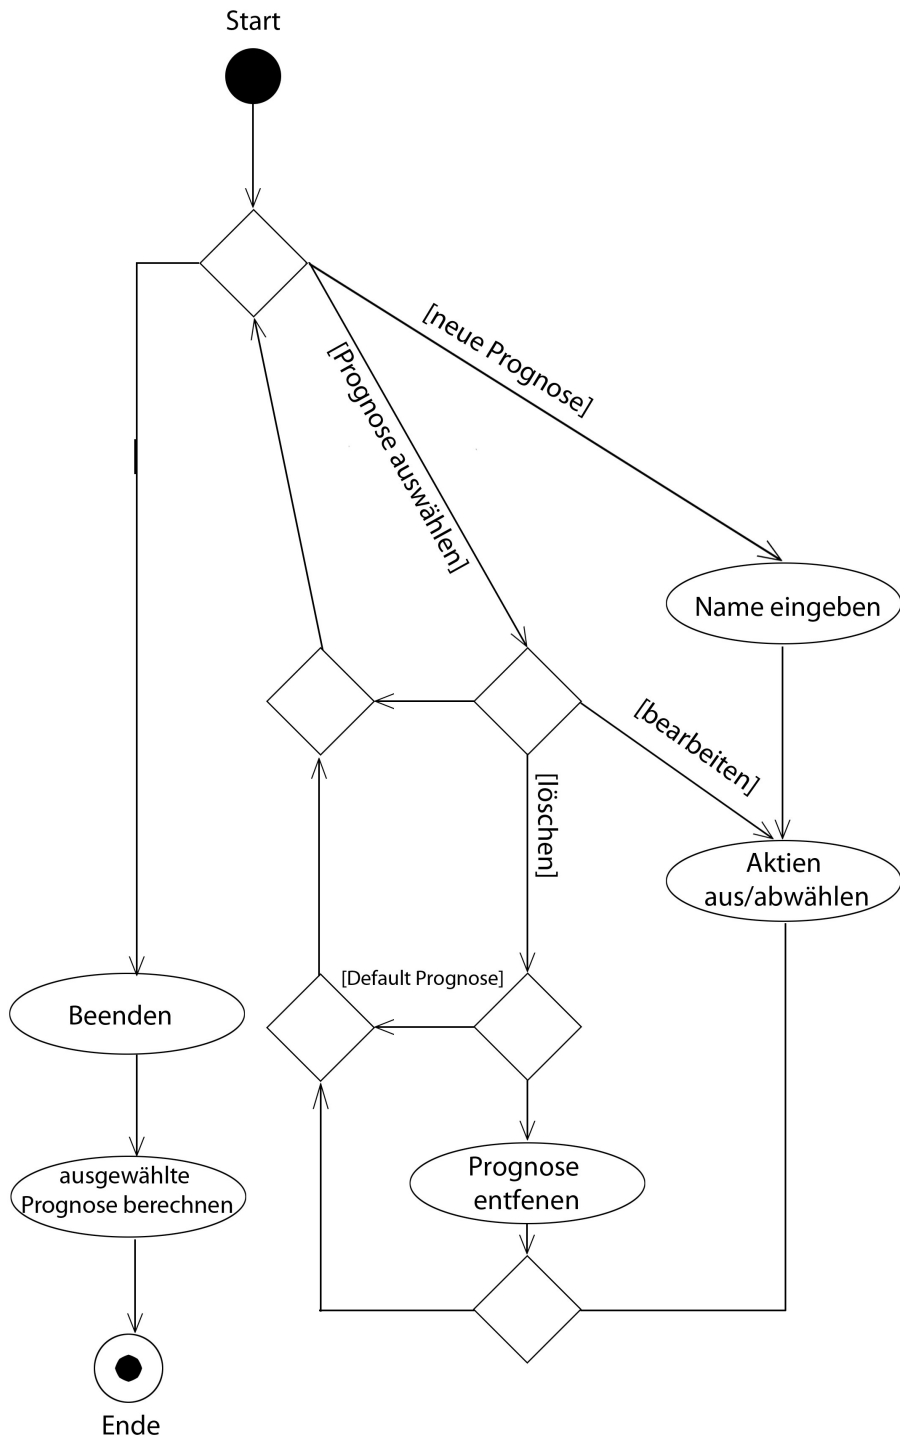 Start
[neue Prognose]
[Prognose auswählen]
Name eingeben
[bearbeiten]
[löschen]
Aktien
aus/abwählen
[Default Prognose]
Beenden
Prognose
entfenen
ausgewählte
Prognose berechnen
Ende